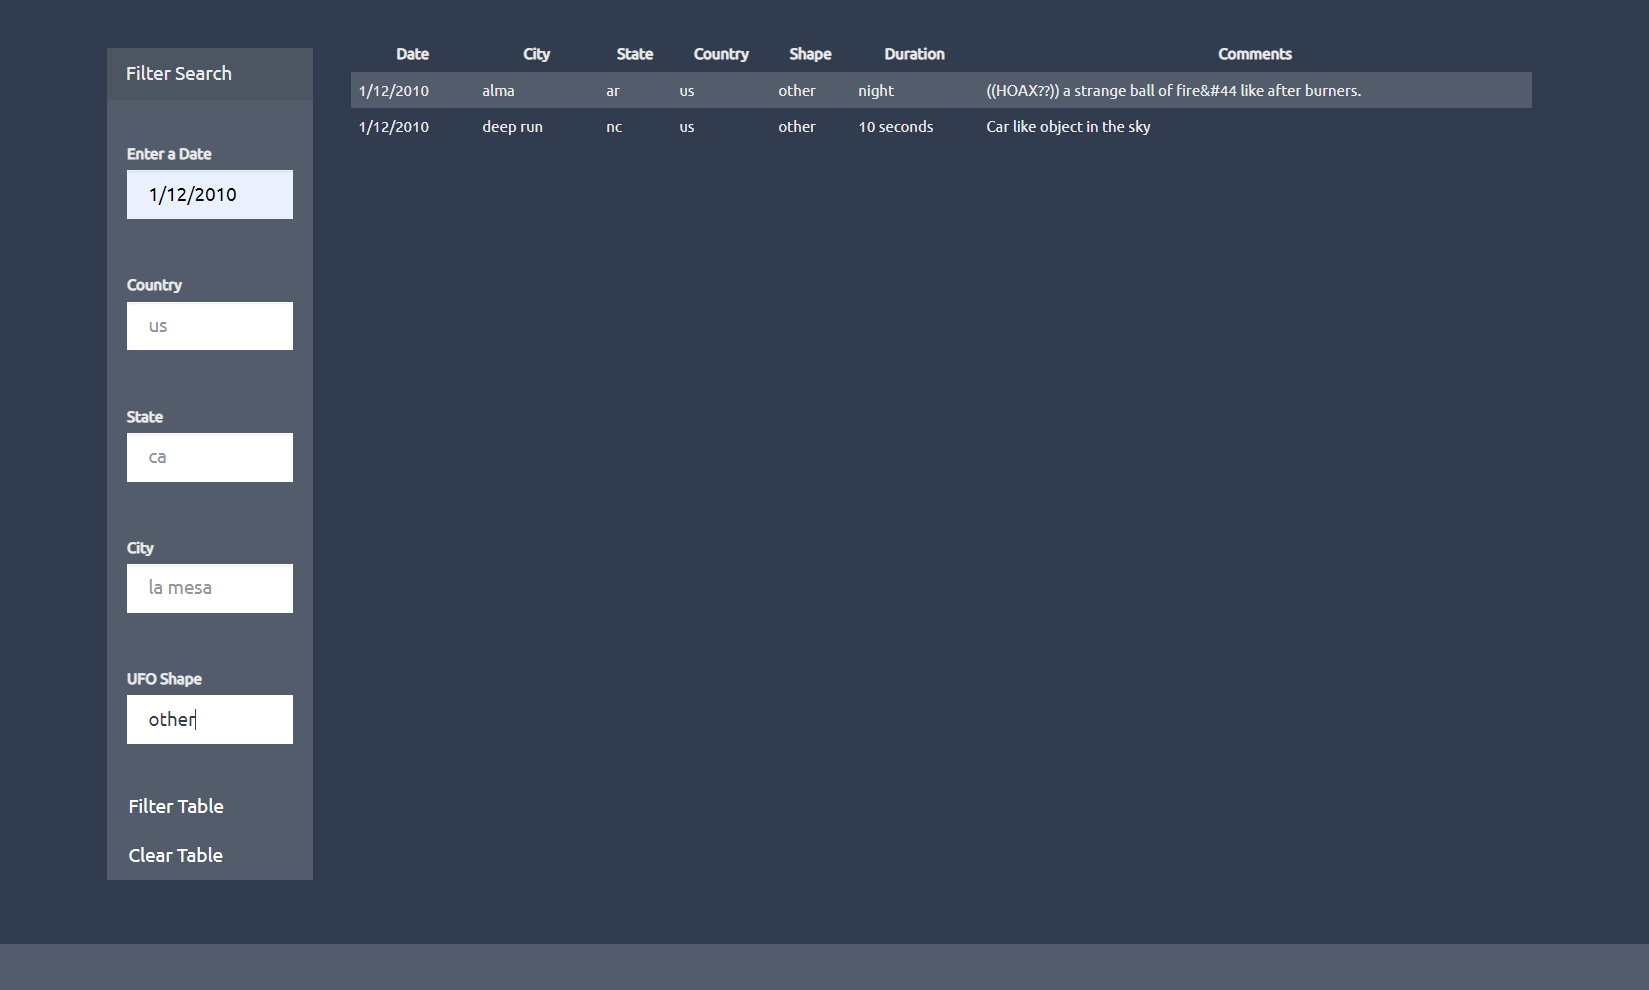 Filter Search
Enter a Date
1/12/2010
Country
us
State
ca
City
la mesa
UFO Shape
other
Filter Table
Clear Table
Date City State Country Shape Duration Comments
1/12/2010 alma ar us other night ((HOAX??)) a strange ball of fire&#44 like after burners.
1/12/2010 deep run nc us other 10 seconds Car like object in the sky